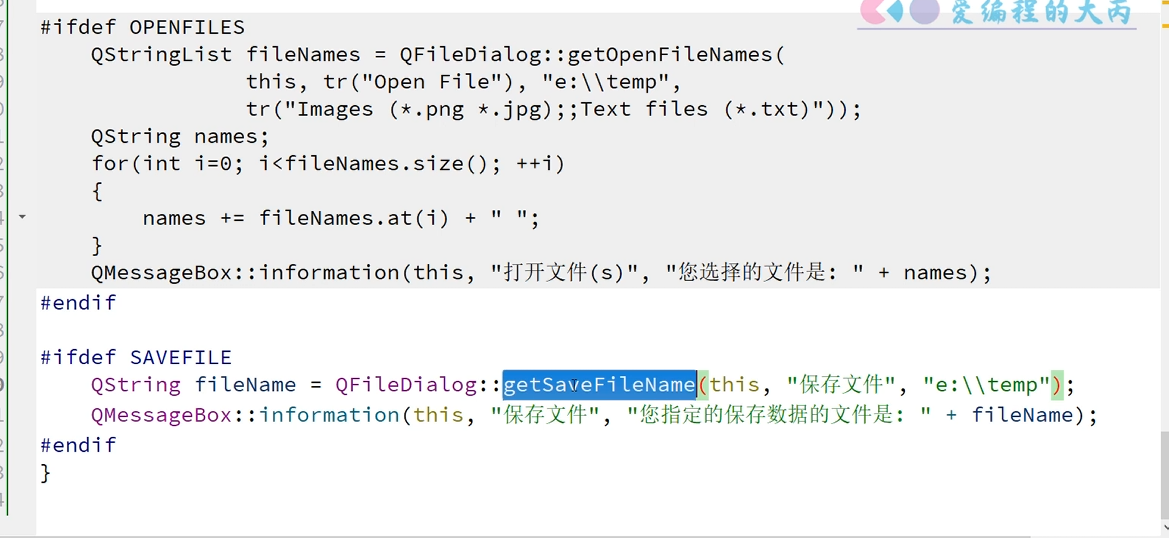 爱编程的大丙
#ifdef OPENFILES
    QStringList fileNames = QFileDialog::getOpenFileNames(
                this, tr("Open File"), "e:\\temp",
                tr("Images (*.png *.jpg);;Text files (*.txt)"));
    QString names;
    for(int i=0; i<fileNames.size(); ++i)
    {
        names += fileNames.at(i) + " ";
    }
    QMessageBox::information(this, "打开文件(s)", "您选择的文件是: " + names);
#endif
#ifdef SAVEFILE
    QString fileName = QFileDialog::getSaveFileName(this, "保存文件", "e:\\temp");
    QMessageBox::information(this, "保存文件", "您指定的保存数据的文件是: " + fileName);
#endif
}